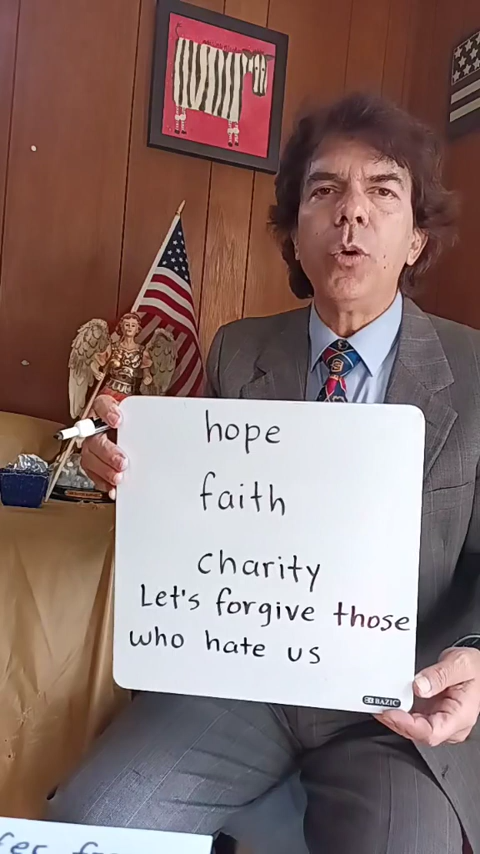 hope
faith
charity
Let's forgive those
who hate us
BAZIC